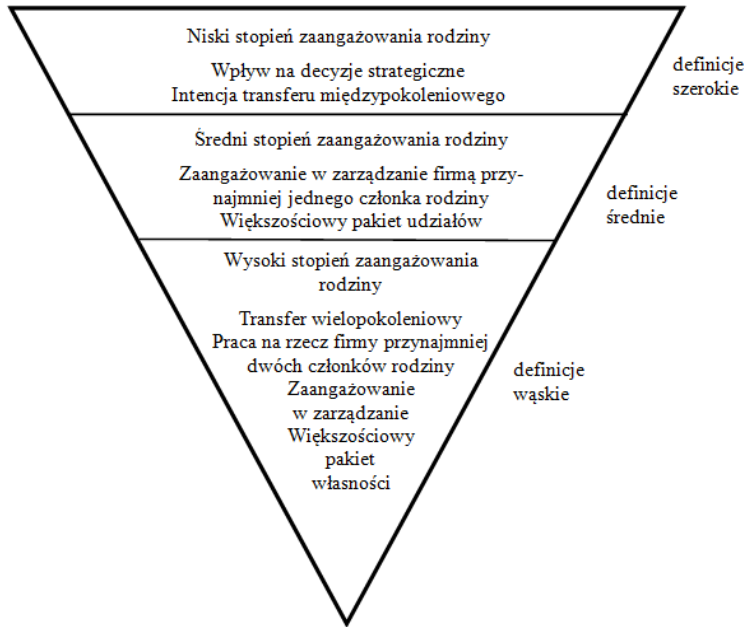 Niski stopień zaangażowania rodziny
Wpływ na decyzje strategiczne
Intencja transferu międzypokoleniowego
definicje
szerokie
Średni stopień zaangażowania rodziny
Zaangażowanie w zarządzanie firmą przy-
najmniej jednego członka rodziny
Większościowy pakiet udziałów
definicje
średnie
Wysoki stopień zaangażowania
rodziny
Transfer wielopokoleniowy
Praca na rzecz firmy przynajmniej
dwóch członków rodziny
Zaangażowanie
w zarządzanie
Większościowy
pakiet
własności
definicje
wąskie